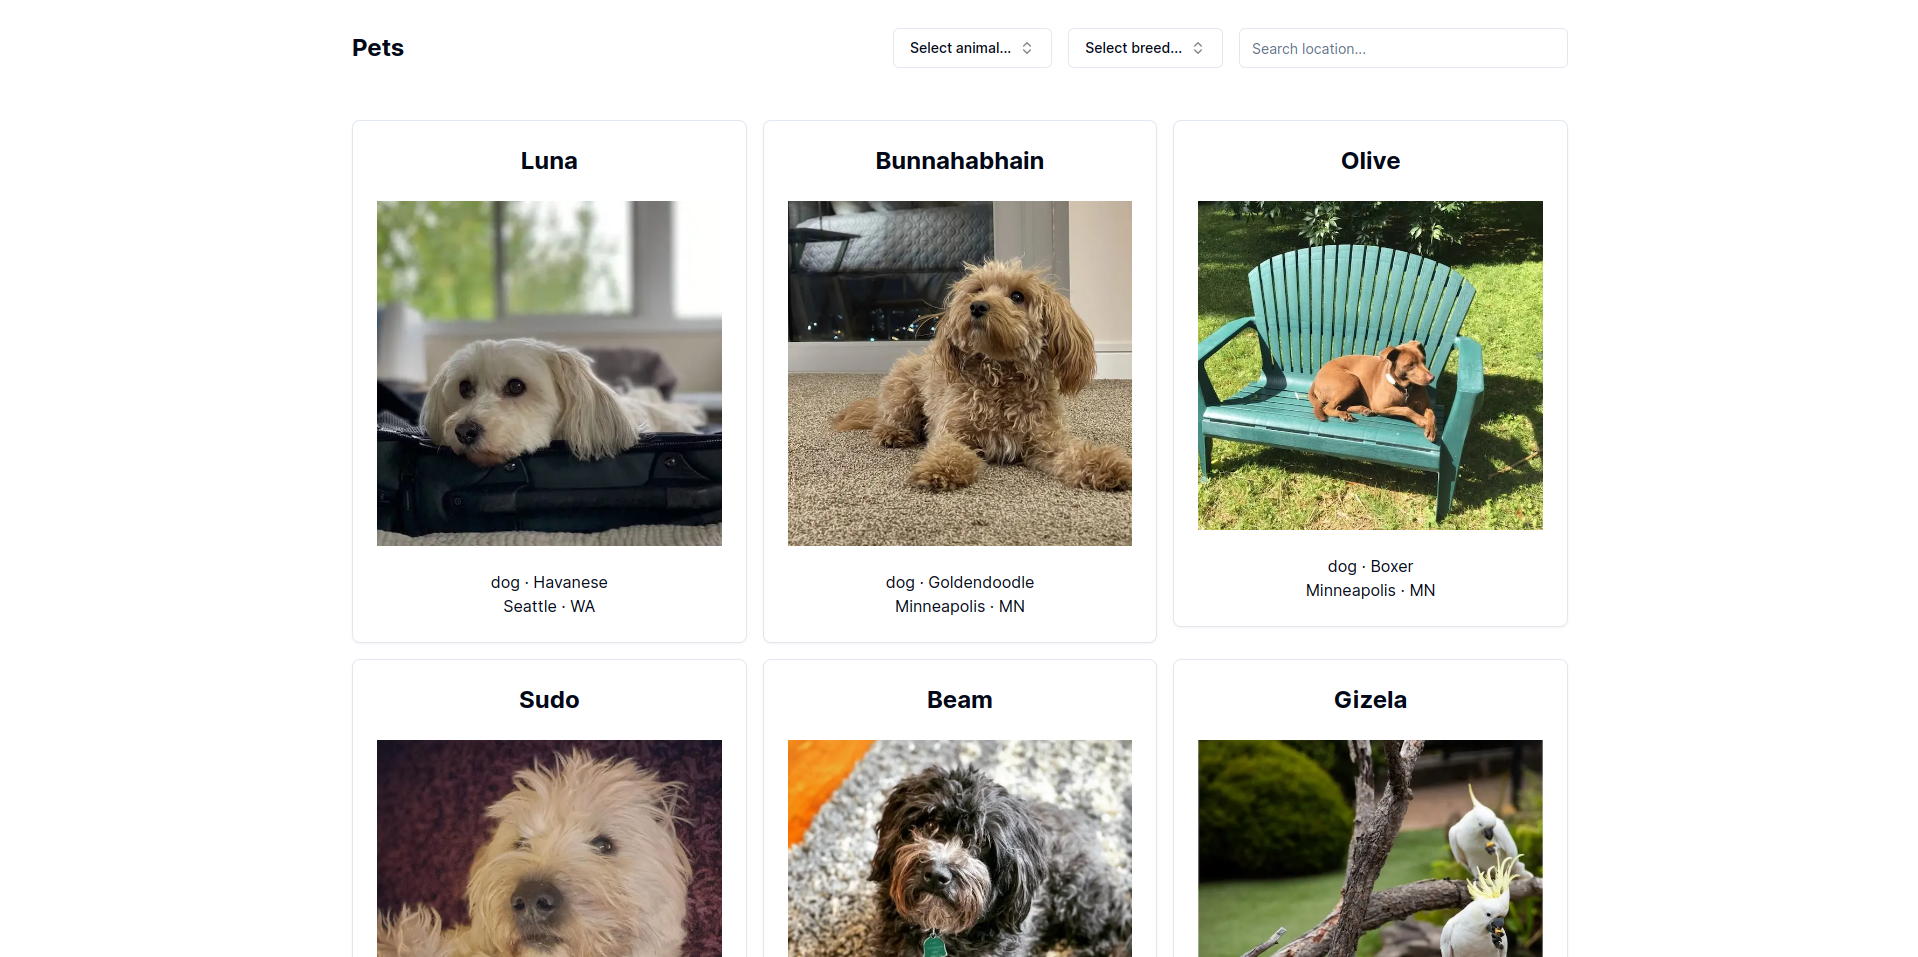 Pets
Select animal...
Select breed...
Search location...
Luna
dog · Havanese
Seattle · WA
Bunnahabhain
dog · Goldendoodle
Minneapolis · MN
Olive
dog · Boxer
Minneapolis · MN
Sudo
Beam
Gizela